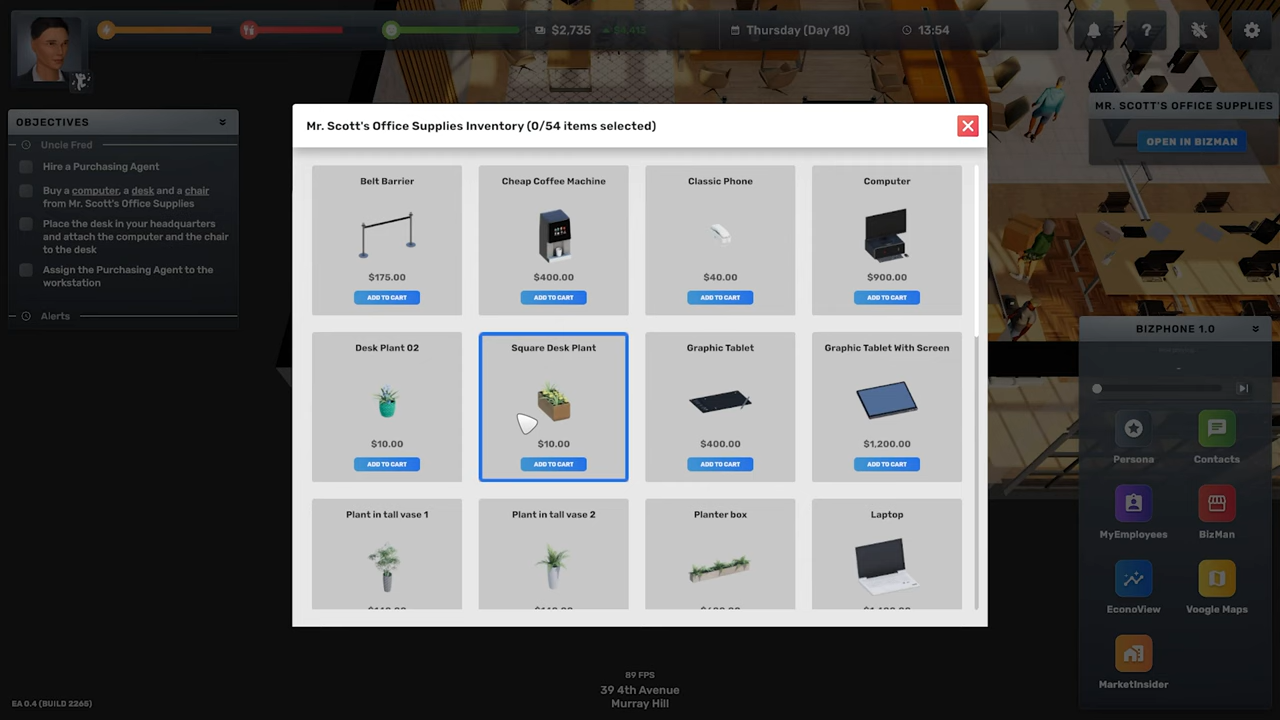 $2,735
$4,413
Thursday (Day 18)
13:54
OBJECTIVES
Uncle Fred
Hire a Purchasing Agent
Buy a computer, a desk and a chair
from Mr. Scott's Office Supplies
Place the desk in your headquarters
and attach the computer and the chair
to the desk
Assign the Purchasing Agent to the
workstation
Alerts
Mr. Scott's Office Supplies Inventory (0/54 items selected)
Belt Barrier
$175.00
ADD TO CART
Cheap Coffee Machine
$400.00
ADD TO CART
Classic Phone
$40.00
ADD TO CART
Computer
$900.00
ADD TO CART
Desk Plant 02
$10.00
ADD TO CART
Square Desk Plant
$10.00
ADD TO CART
Graphic Tablet
$400.00
ADD TO CART
Graphic Tablet With Screen
$1,200.00
ADD TO CART
Plant in tall vase 1
Plant in tall vase 2
Planter box
Laptop
MR. SCOTT'S OFFICE SUPPLIES
OPEN IN BIZMAN
BIZPHONE 1.0
Persona
Contacts
MyEmployees
BizMan
EconoView
Voogle Maps
MarketInsider
89 FPS
39 4th Avenue
Murray Hill
EA 0.4 (BUILD 2265)